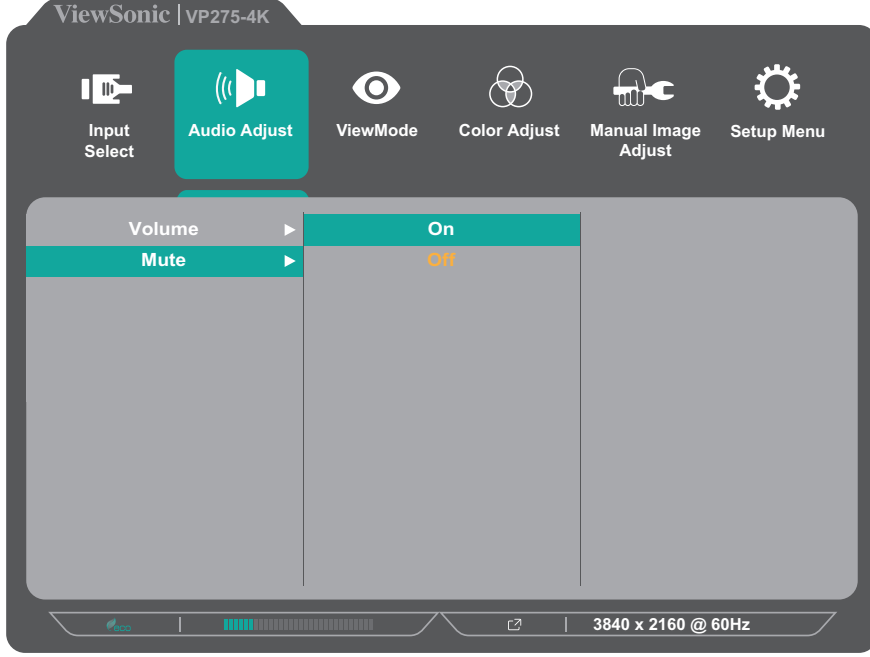 ViewSonic | VP275-4K
Input Select
Audio Adjust
ViewMode
Color Adjust
Manual Image Adjust
Setup Menu
Volume
On
Mute
Off
eco
3840 x 2160 @ 60Hz